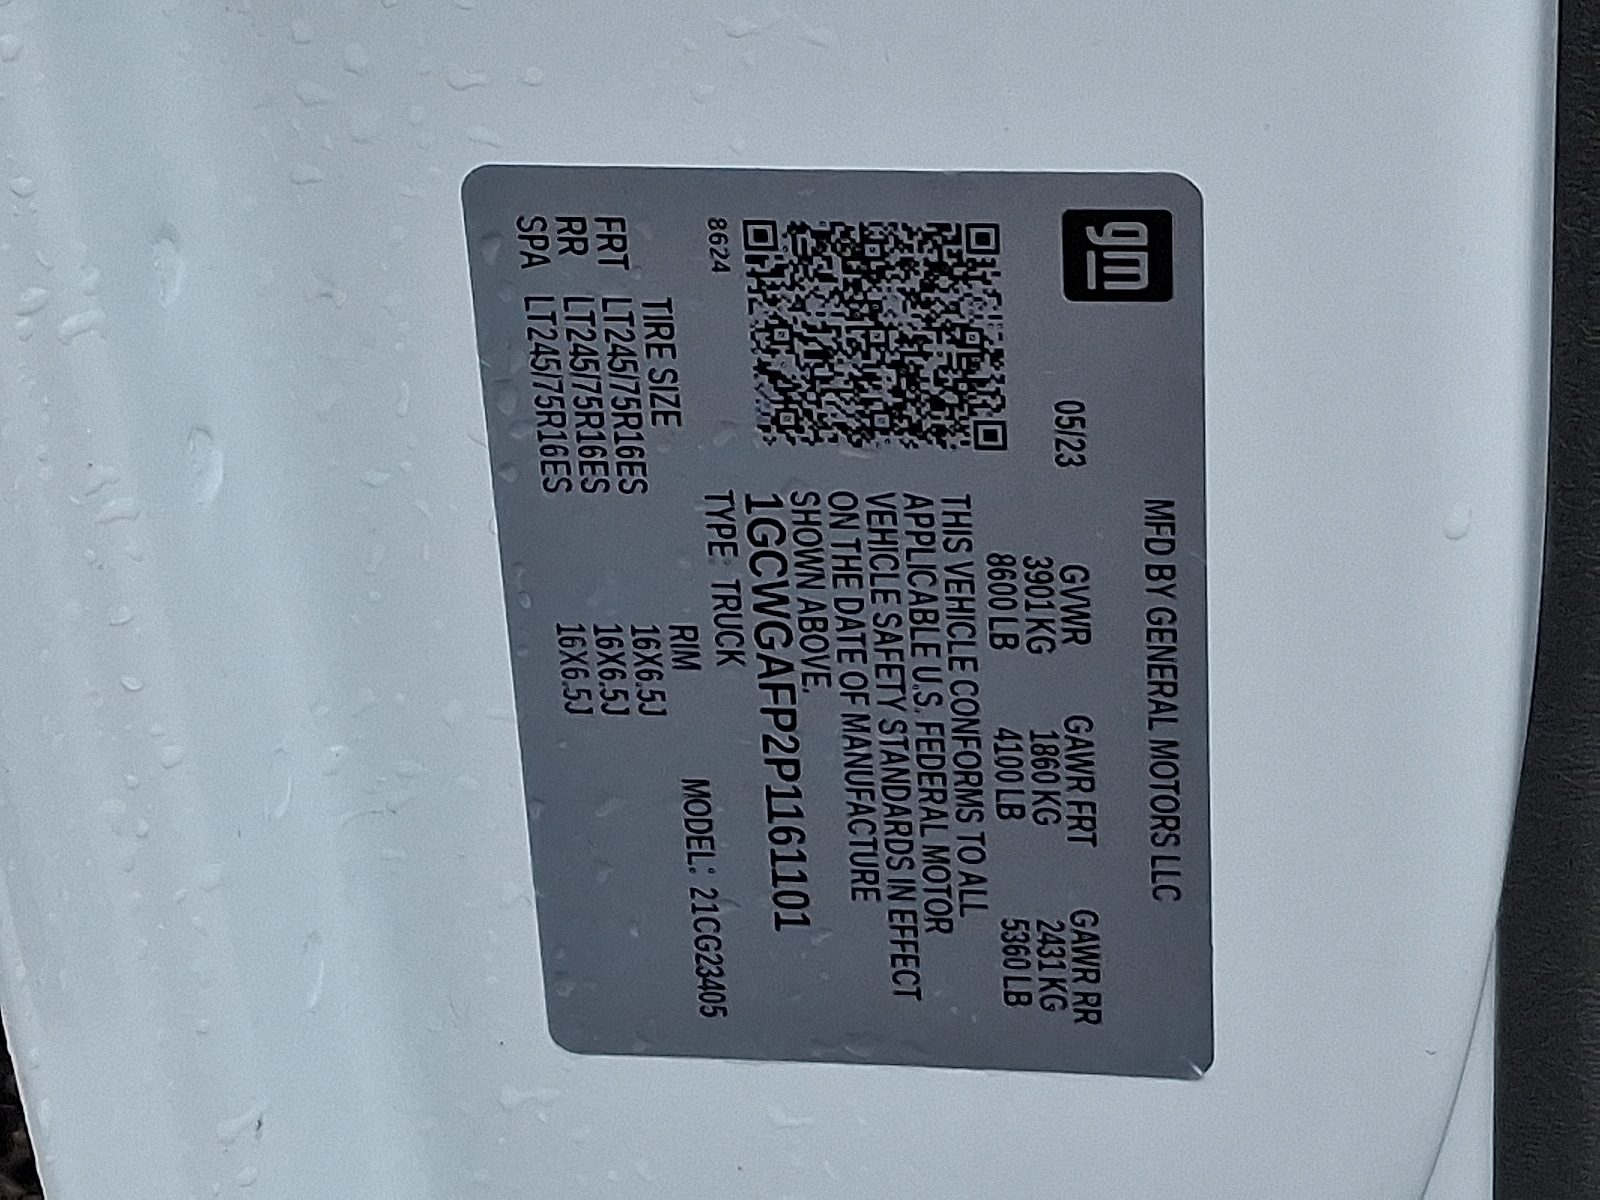 gm
MFD BY GENERAL MOTORS LLC
05/23 GVWR GAWR FRT GAWR RR
3901 KG 1860 KG 2431 KG
8600 LB 4100 LB 5360 LB
THIS VEHICLE CONFORMS TO ALL
APPLICABLE U.S. FEDERAL MOTOR
VEHICLE SAFETY STANDARDS IN EFFECT
ON THE DATE OF MANUFACTURE
SHOWN ABOVE.
1GCWGAFP2P1161101
8624 TYPE: TRUCK MODEL: 21CG23405
TIRE SIZE RIM
FRT LT245/75R16ES 16X6.5J
RR LT245/75R16ES 16X6.5J
SPA LT245/75R16ES 16X6.5J